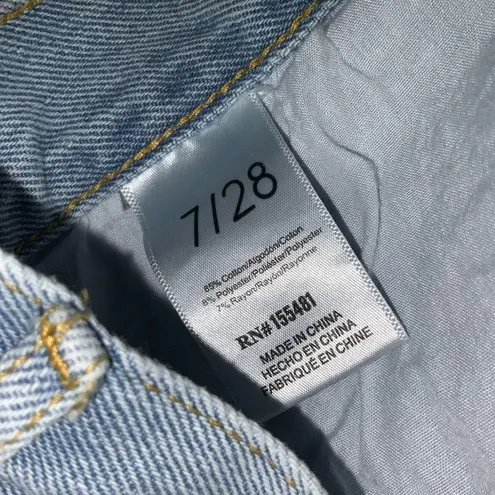 7/28
85% Cotton/Algodón/Coton
8% Polyester/Poliéster/Polyester
7% Rayon/Rayón/Rayonne
RN#155481
MADE IN CHINA
HECHO EN CHINA
FABRIQUÉ EN CHINE